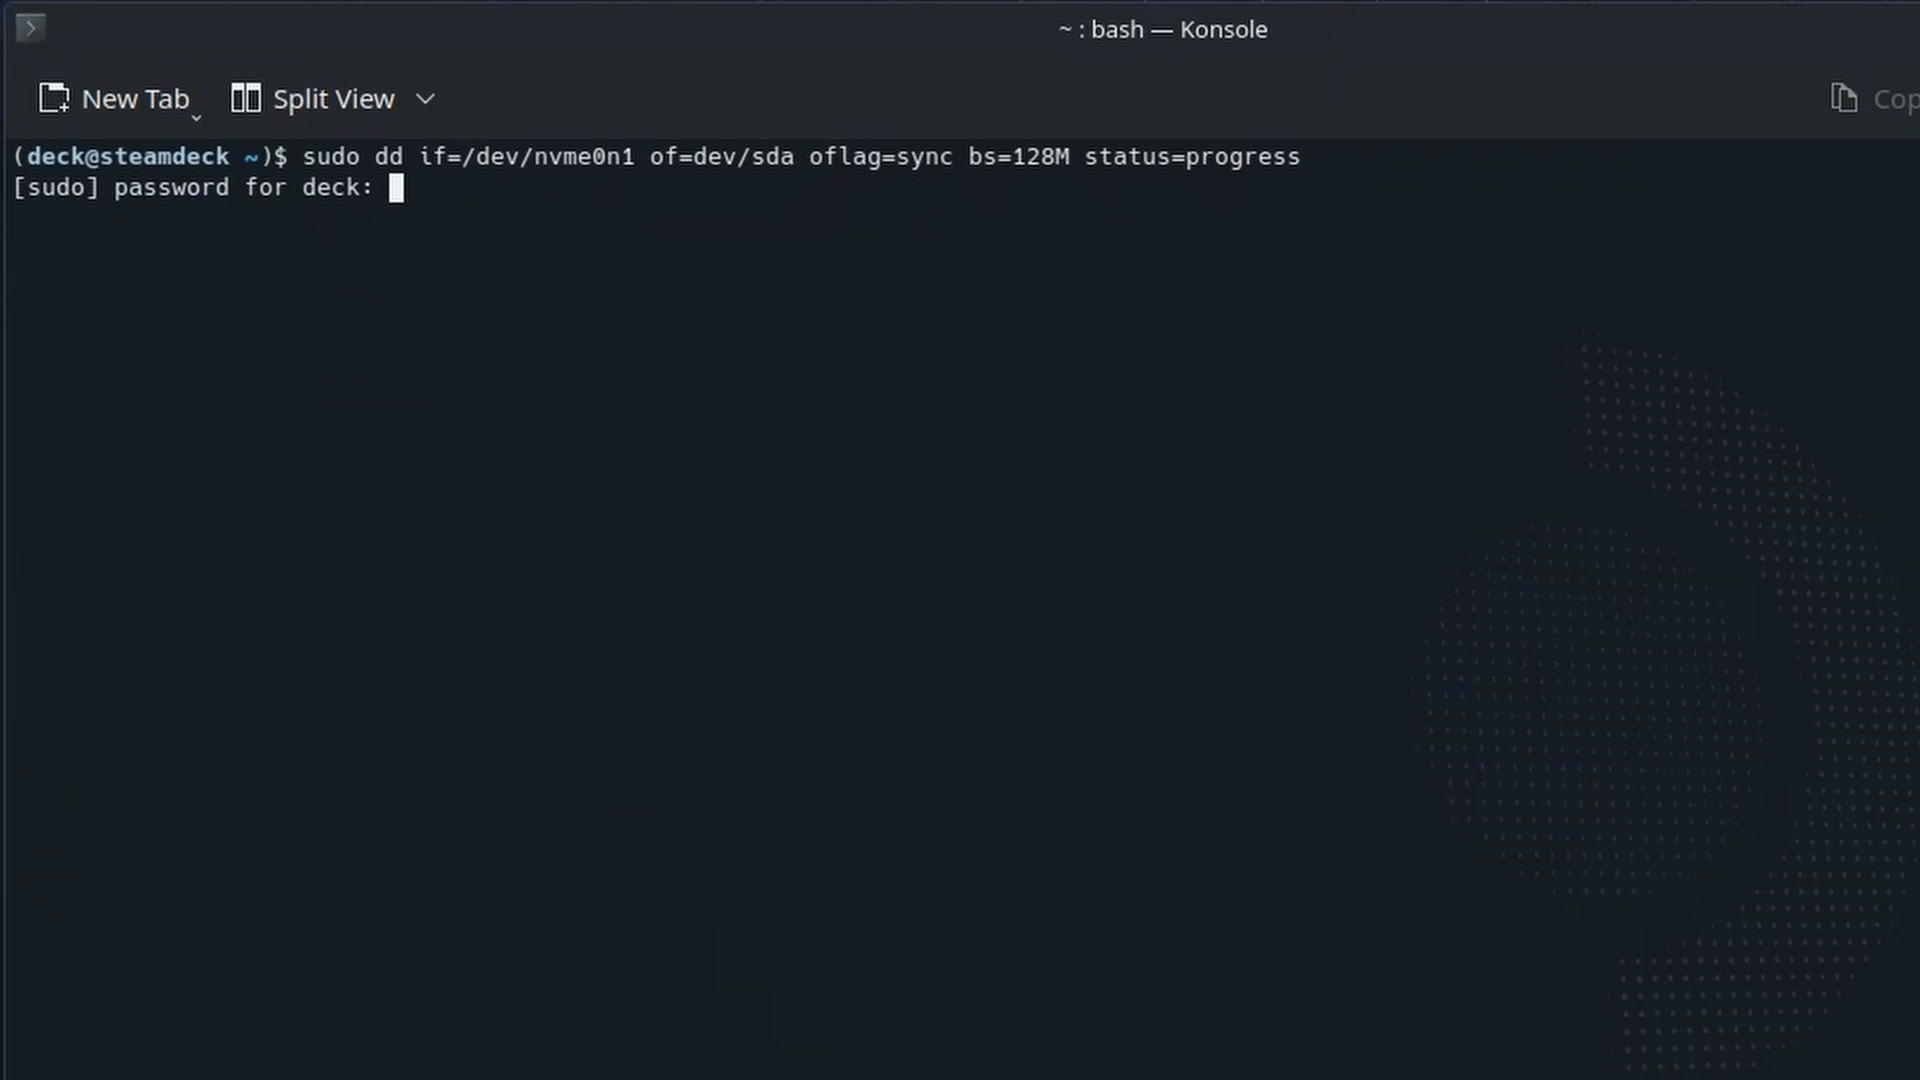 ~ : bash — Konsole
New Tab Split View Cop
(deck@steamdeck ~)$ sudo dd if=/dev/nvme0n1 of=dev/sda oflag=sync bs=128M status=progress
[sudo] password for deck: